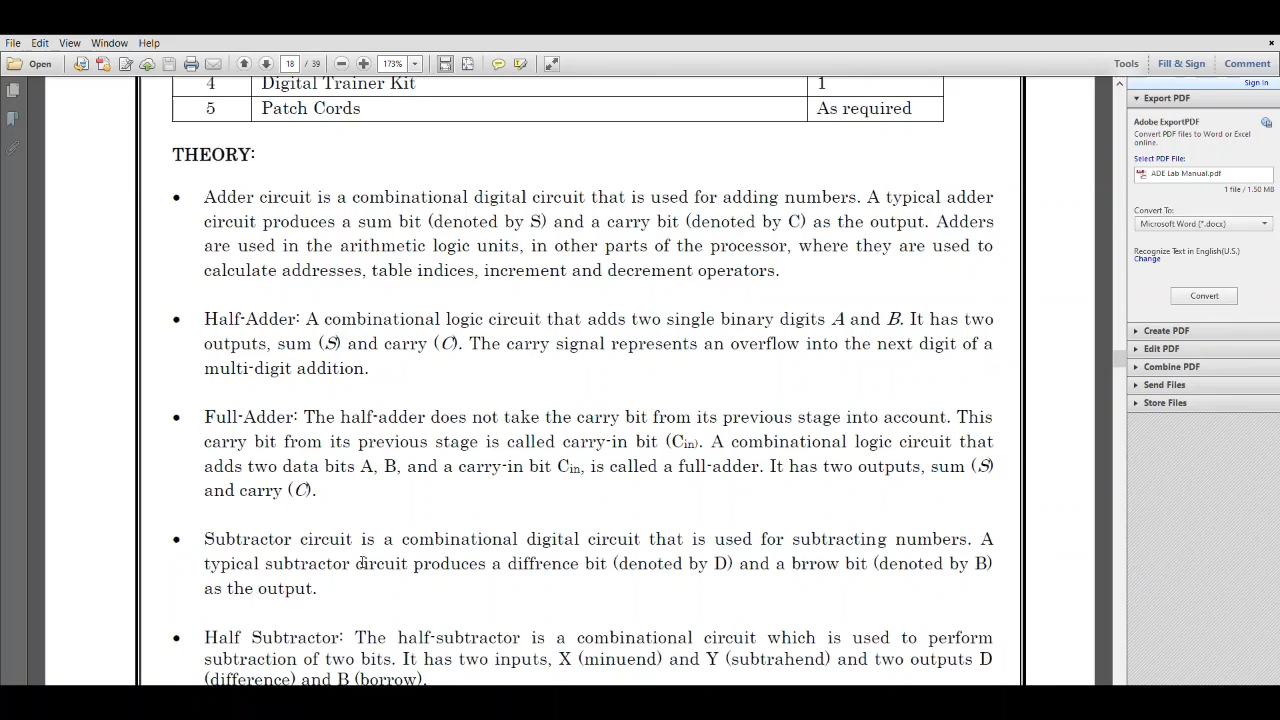 File Edit View Window Help ×
Open 18 / 39 173% Tools Fill & Sign Comment
4 Digital Trainer Kit 1
5 Patch Cords As required
THEORY:
• Adder circuit is a combinational digital circuit that is used for adding numbers. A typical adder
circuit produces a sum bit (denoted by S) and a carry bit (denoted by C) as the output. Adders
are used in the arithmetic logic units, in other parts of the processor, where they are used to
calculate addresses, table indices, increment and decrement operators.
• Half-Adder: A combinational logic circuit that adds two single binary digits A and B. It has two
outputs, sum (S) and carry (C). The carry signal represents an overflow into the next digit of a
multi-digit addition.
• Full-Adder: The half-adder does not take the carry bit from its previous stage into account. This
carry bit from its previous stage is called carry-in bit (Cin). A combinational logic circuit that
adds two data bits A, B, and a carry-in bit Cin, is called a full-adder. It has two outputs, sum (S)
and carry (C).
• Subtractor circuit is a combinational digital circuit that is used for subtracting numbers. A
typical subtractor circuit produces a diffrence bit (denoted by D) and a brrow bit (denoted by B)
as the output.
• Half Subtractor: The half-subtractor is a combinational circuit which is used to perform
subtraction of two bits. It has two inputs, X (minuend) and Y (subtrahend) and two outputs D
(difference) and B (borrow).
Sign In
Export PDF
Adobe ExportPDF
Convert PDF files to Word or Excel
online.
Select PDF File:
ADE Lab Manual.pdf
1 file / 1.50 MB
Convert To:
Microsoft Word (*.docx)
Recognize Text in English(U.S.)
Change
Convert
Create PDF
Edit PDF
Combine PDF
Send Files
Store Files